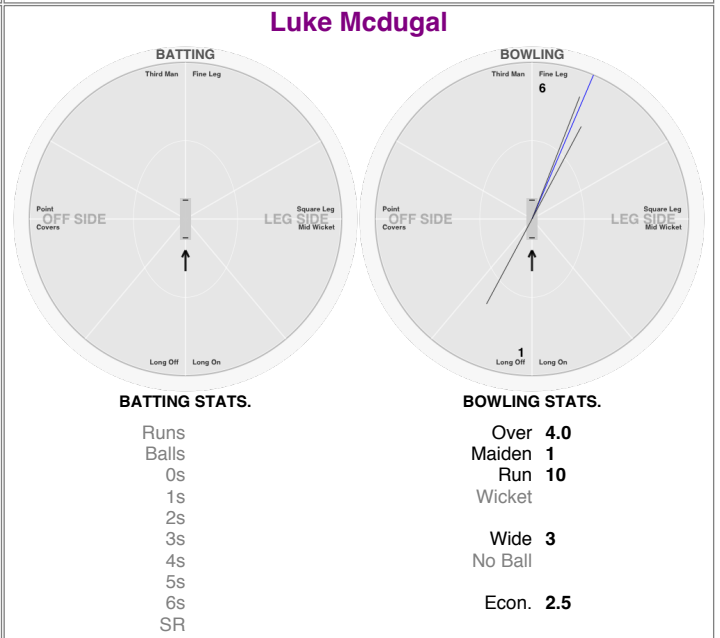 Luke Mcdugal
BATTING
Third Man Fine Leg
Point
OFF SIDE
Covers
Square Leg
LEG SIDE
Mid Wicket
Long Off Long On
BATTING STATS.
Runs
Balls
0s
1s
2s
3s
4s
5s
6s
SR
BOWLING
Third Man Fine Leg
6
Point
OFF SIDE
Covers
Square Leg
LEG SIDE
Mid Wicket
1
Long Off Long On
BOWLING STATS.
Over 4.0
Maiden 1
Run 10
Wicket
Wide 3
No Ball
Econ. 2.5